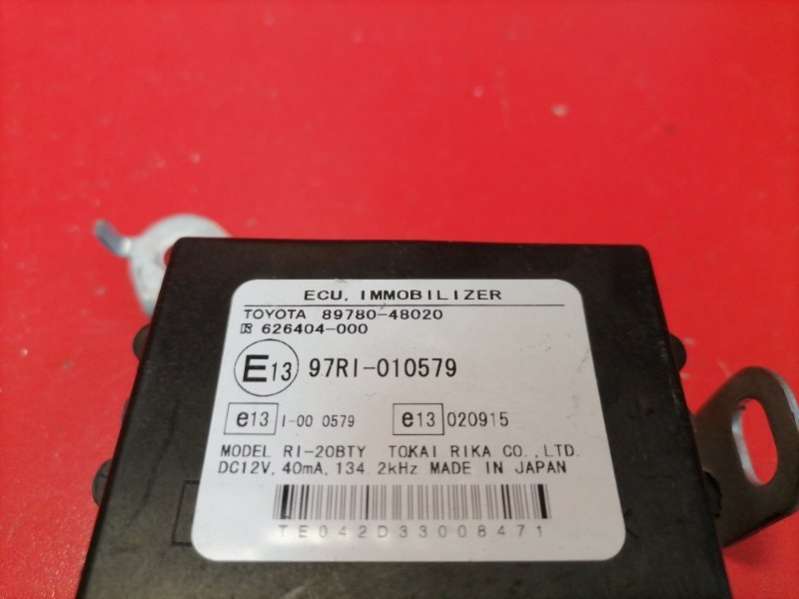 ECU, IMMOBILIZER
TOYOTA 89780-48020
626404-000
E13 97RI-010579
e13 I-00 0579 e13 020915
MODEL RI-20BTY TOKAI RIKA CO.,LTD.
DC12V, 40mA, 134.2kHz MADE IN JAPAN
TE042D33008471